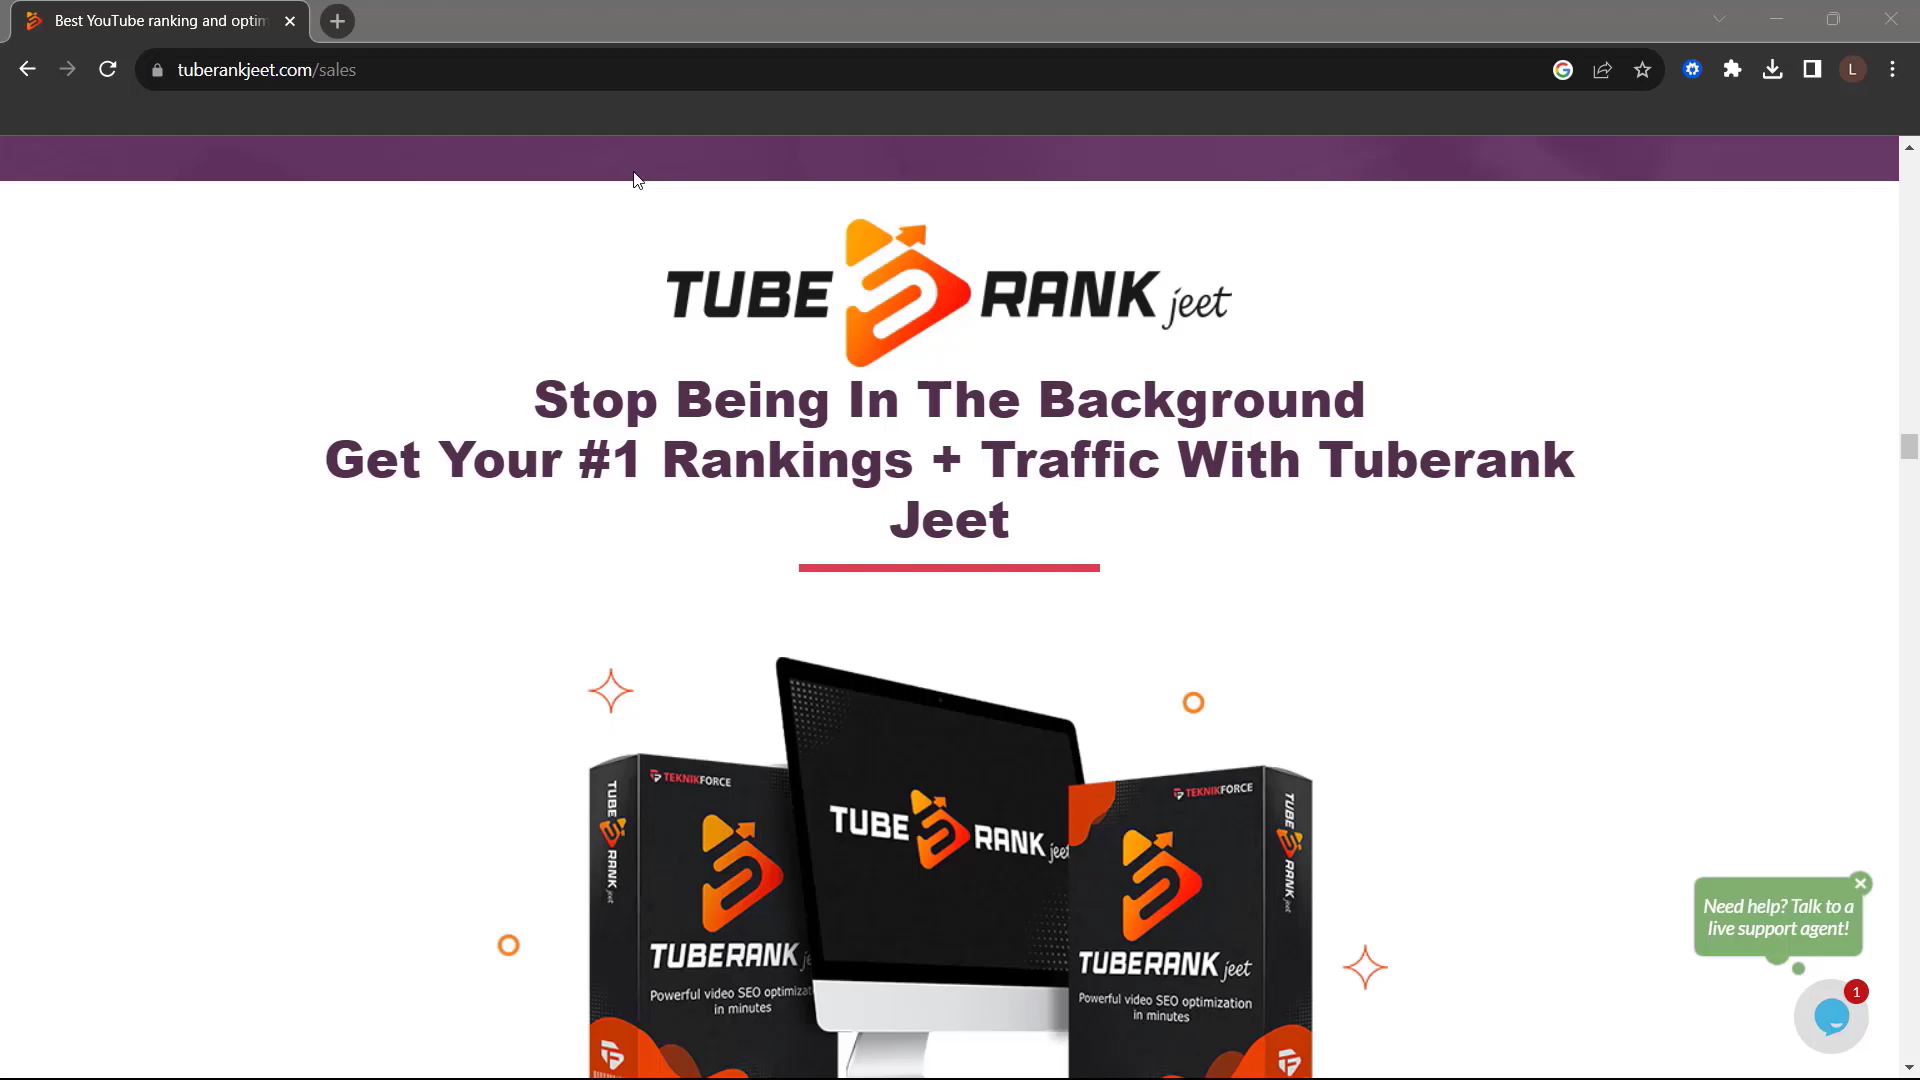 Best YouTube ranking and optim
tuberankjeet.com/sales
L
TUBE RANK jeet
Stop Being In The Background
Get Your #1 Rankings + Traffic With Tuberank
Jeet
TEKNIKFORCE
TUBE RANK jeet
TUBERANK je
Powerful video SEO optimizat
in minutes
TUBE RANK jeet
TEKNIKFORCE
TUBE RANK jeet
TUBERANK jeet
Powerful video SEO optimization
in minutes
Need help? Talk to a
live support agent!
1